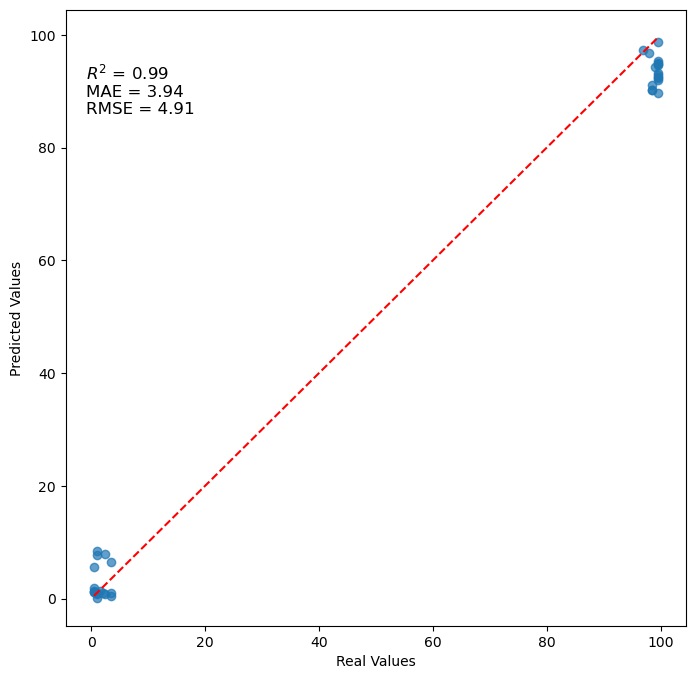 R² = 0.99
MAE = 3.94
RMSE = 4.91
100
80
60
40
20
0
Predicted Values
0 20 40 60 80 100
Real Values